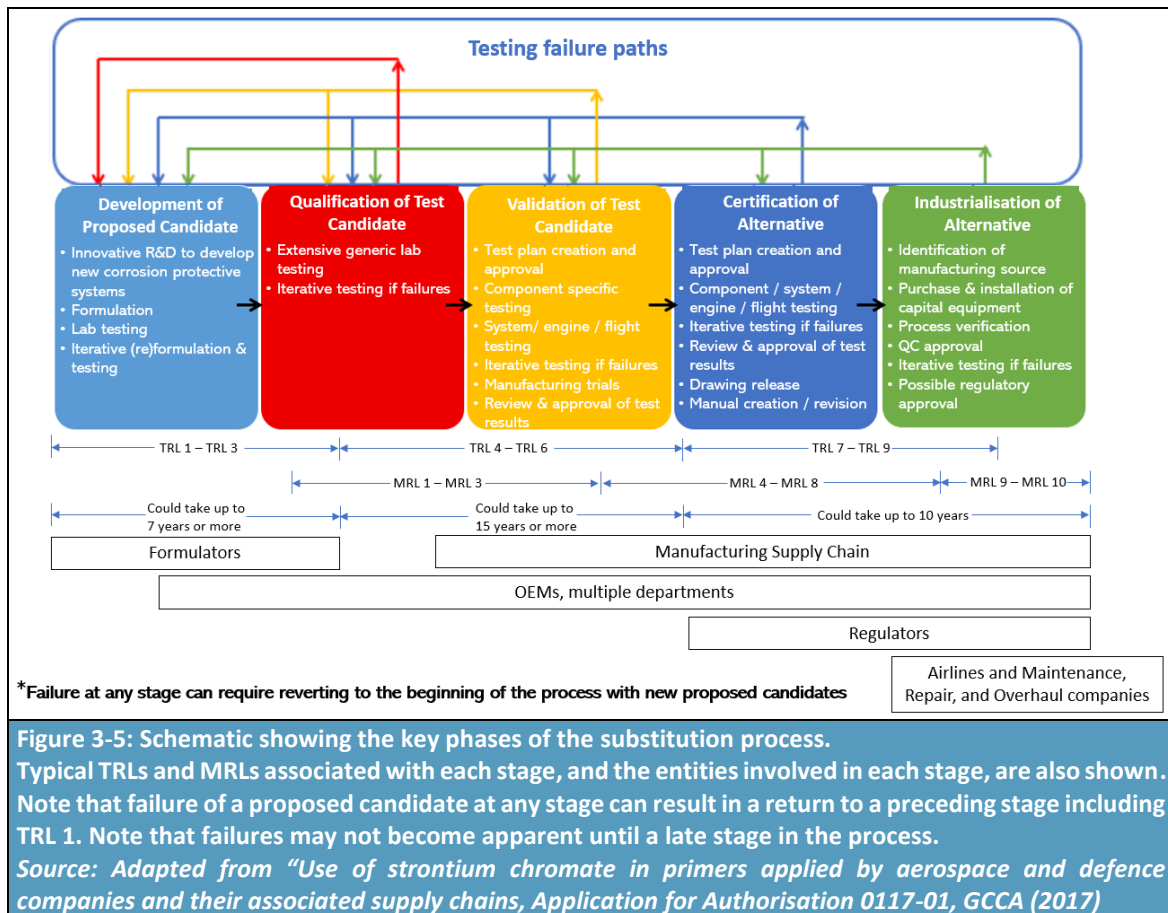 Testing failure paths
Development of
Proposed Candidate
• Innovative R&D to develop
new corrosion protective
systems
• Formulation
• Lab testing
• Iterative (re)formulation &
testing
Qualification of Test
Candidate
• Extensive generic lab
testing
• Iterative testing if failures
Validation of Test
Candidate
• Test plan creation and
approval
• Component specific
testing
• System/ engine / flight
testing
• Iterative testing if failures
• Manufacturing trials
• Review & approval of test
results
Certification of
Alternative
• Test plan creation and
approval
• Component / system /
engine / flight testing
• Iterative testing if failures
• Review & approval of test
results
• Drawing release
• Manual creation / revision
Industrialisation of
Alternative
• Identification of
manufacturing source
• Purchase & installation of
capital equipment
• Process verification
• QC approval
• Iterative testing if failures
• Possible regulatory
approval
TRL 1 – TRL 3
TRL 4 – TRL 6
TRL 7 – TRL 9
MRL 1 – MRL 3
MRL 4 – MRL 8
MRL 9 – MRL 10
Could take up to
7 years or more
Could take up to
15 years or more
Could take up to 10 years
Formulators
Manufacturing Supply Chain
OEMs, multiple departments
Regulators
Airlines and Maintenance,
Repair, and Overhaul companies
*Failure at any stage can require reverting to the beginning of the process with new proposed candidates
Figure 3-5: Schematic showing the key phases of the substitution process.
Typical TRLs and MRLs associated with each stage, and the entities involved in each stage, are also shown.
Note that failure of a proposed candidate at any stage can result in a return to a preceding stage including
TRL 1. Note that failures may not become apparent until a late stage in the process.
Source: Adapted from “Use of strontium chromate in primers applied by aerospace and defence
companies and their associated supply chains, Application for Authorisation 0117-01, GCCA (2017)